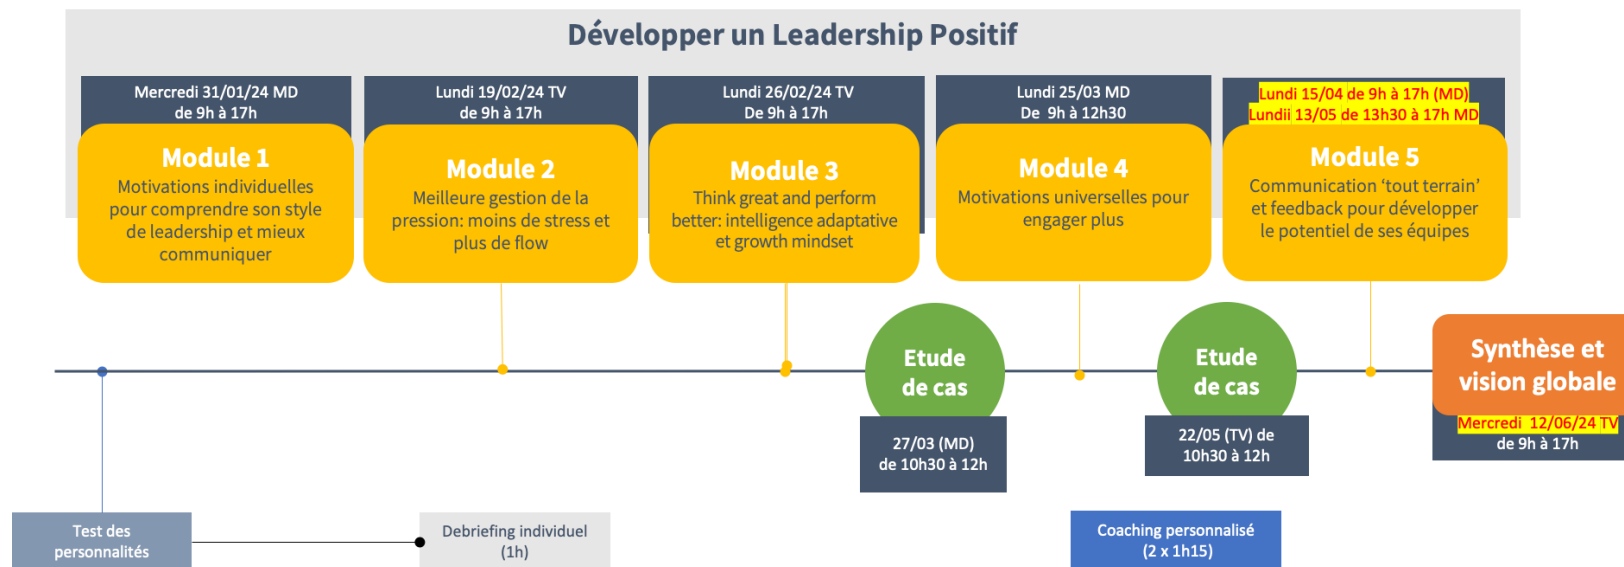 Développer un Leadership Positif
Mercredi 31/01/24 MD
de 9h à 17h
Module 1
Motivations individuelles
pour comprendre son style
de leadership et mieux
communiquer
Lundi 19/02/24 TV
de 9h à 17h
Module 2
Meilleure gestion de la
pression: moins de stress et
plus de flow
Lundi 26/02/24 TV
De 9h à 17h
Module 3
Think great and perform
better: intelligence adaptative
et growth mindset
Lundi 25/03 MD
De 9h à 12h30
Module 4
Motivations universelles pour
engager plus
Lundi 15/04 de 9h à 17h (MD)
Lundii 13/05 de 13h30 à 17h MD
Module 5
Communication ‘tout terrain’
et feedback pour développer
le potentiel de ses équipes
Etude
de cas
27/03 (MD)
de 10h30 à 12h
Etude
de cas
22/05 (TV) de
10h30 à 12h
Synthèse et
vision globale
Mercredi 12/06/24 TV
de 9h à 17h
Test des
personnalités
Debriefing individuel
(1h)
Coaching personnalisé
(2 x 1h15)